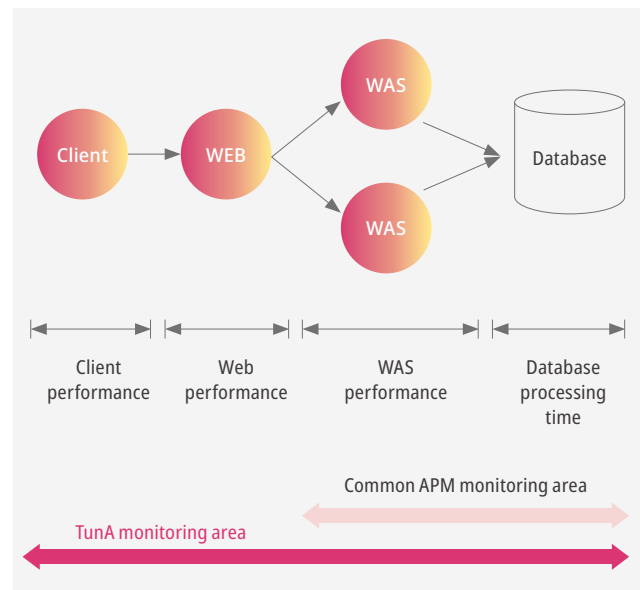 WAS
Client
WEB
Database
WAS
Client
performance
Web
performance
WAS
performance
Database
processing
time
Common APM monitoring area
TunA monitoring area